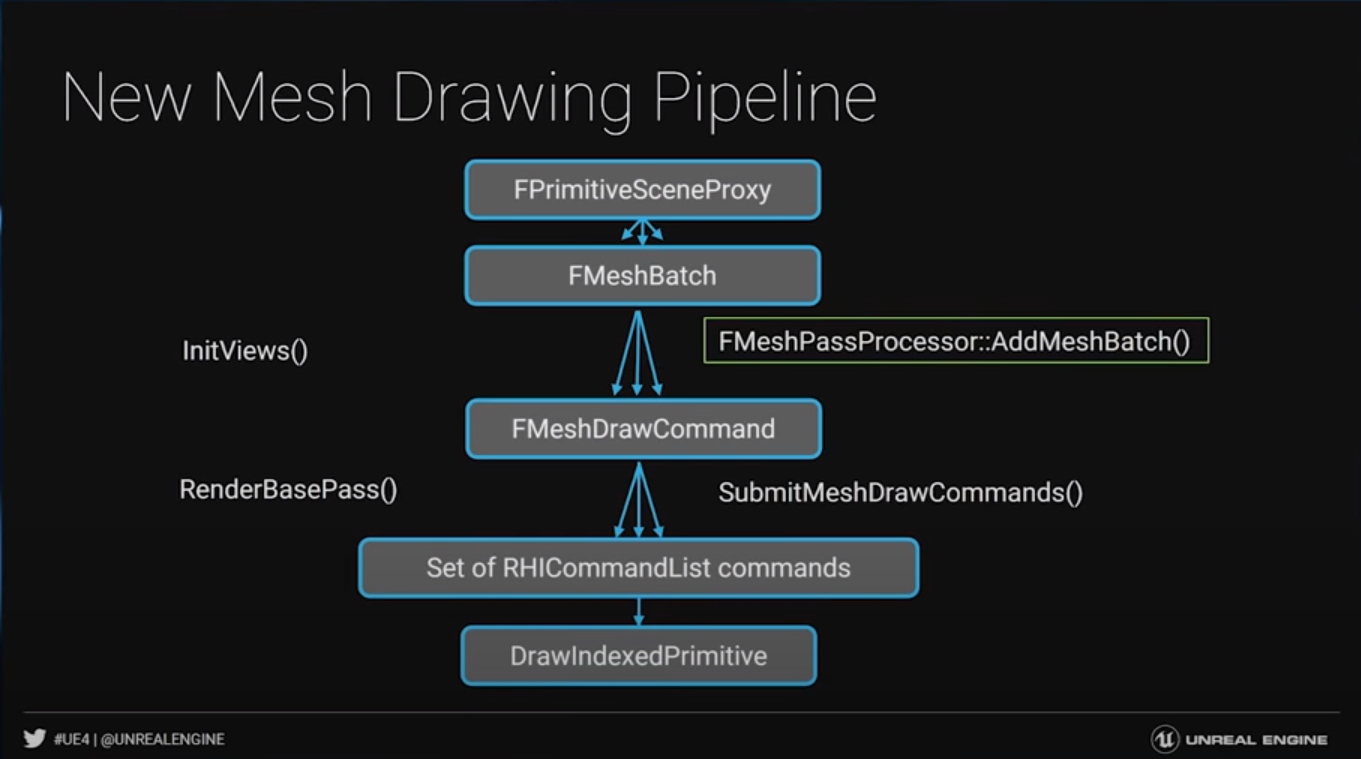 New Mesh Drawing Pipeline
FPrimitiveSceneProxy
FMeshBatch
InitViews()
FMeshPassProcessor::AddMeshBatch()
FMeshDrawCommand
RenderBasePass()
SubmitMeshDrawCommands()
Set of RHICommandList commands
DrawIndexedPrimitive
#UE4 | @UNREALENGINE
UNREAL ENGINE